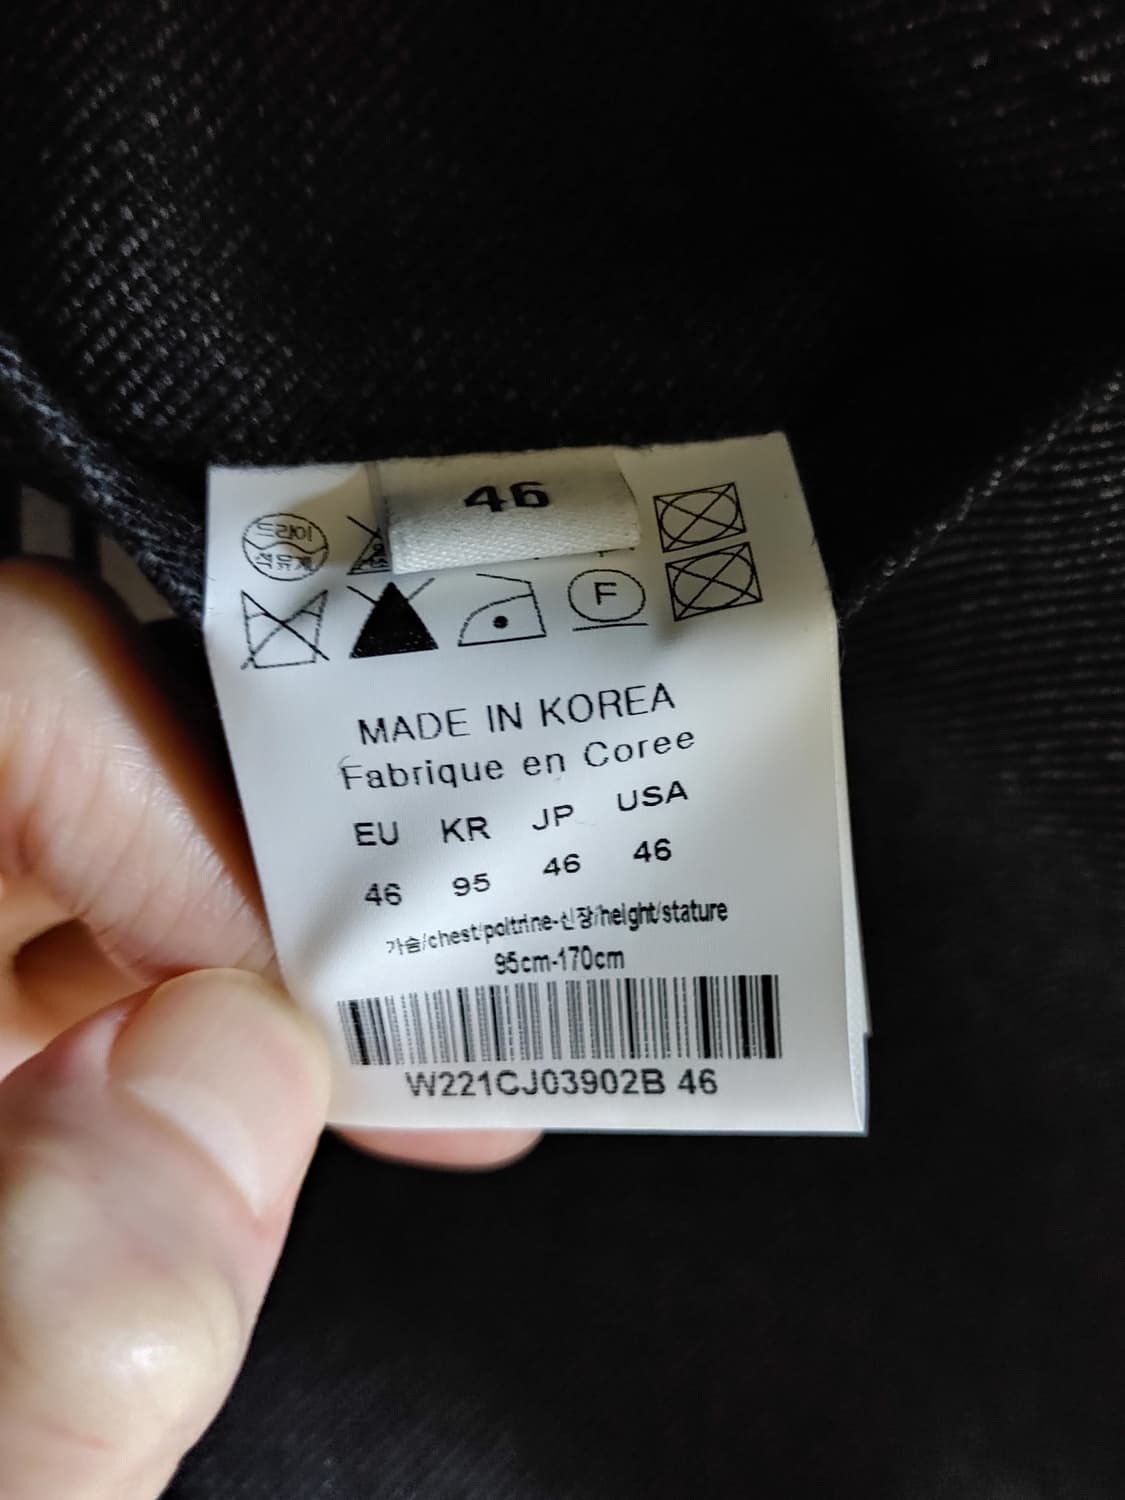 46
드라이
석유계
F
MADE IN KOREA
Fabrique en Coree
EU KR JP USA
46 95 46 46
가슴/chest/poltrine-신장/height/stature
95cm-170cm
W221CJ03902B 46